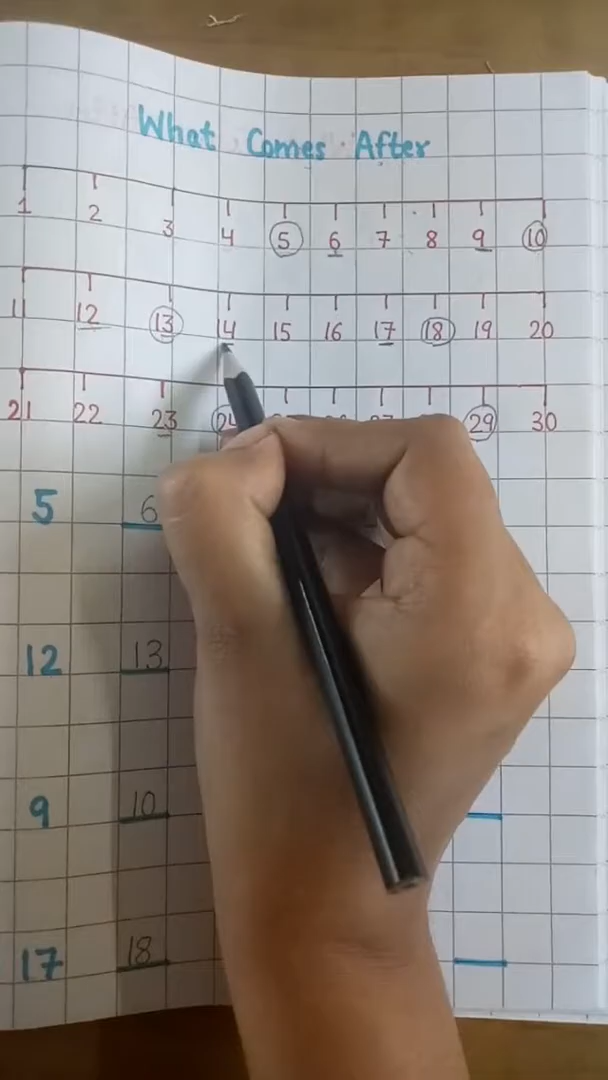 What Comes After
1 2 3 4 5 6 7 8 9 10
11 12 13 14 15 16 17 18 19 20
21 22 23 24 29 30
5 6
12 13
9 10
17 18